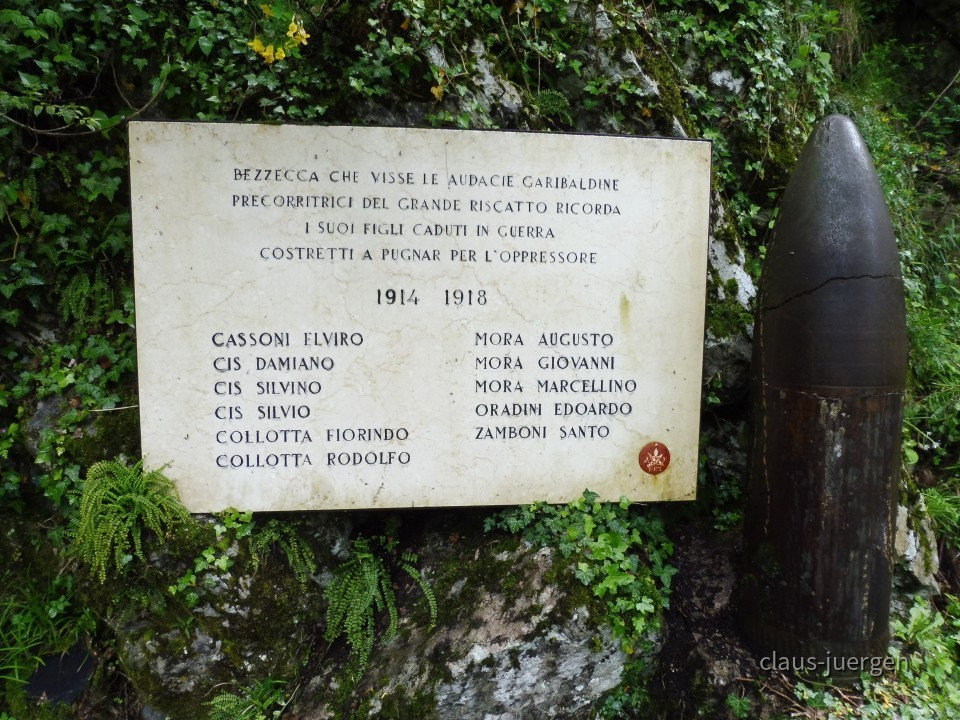 BEZZECCA CHE VISSE LE AUDACIE GARIBALDINE
PRECORRITRICI DEL GRANDE RISCATTO RICORDA
I SUOI FIGLI CADUTI IN GUERRA
COSTRETTI A PUGNAR PER L'OPPRESSORE
1914 1918
CASSONI ELVIRO
CIS DAMIANO
CIS SILVINO
CIS SILVIO
COLLOTTA FIORINDO
COLLOTTA RODOLFO
MORA AUGUSTO
MORA GIOVANNI
MORA MARCELLINO
ORADINI EDOARDO
ZAMBONI SANTO
claus-juergen